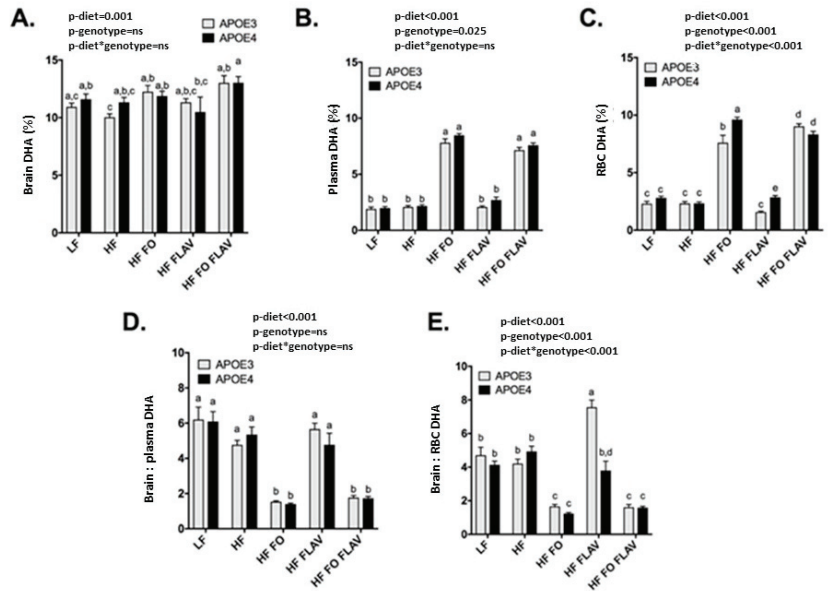 A.
p-diet=0.001
p-genotype=ns
p-diet*genotype=ns
APOE3
APOE4
Brain DHA (%)
15
10
5
0
a,c a,b c a,b,c a,b a,b a,b,c b,c a,b a
LF HF HF FO HF FLAV HF FO FLAV
B.
p-diet<0.001
p-genotype=0.025
p-diet*genotype=ns
APOE3
APOE4
Plasma DHA (%)
15
10
5
0
b b b b a a b b a a
LF HF HF FO HF FLAV HF FO FLAV
C.
p-diet<0.001
p-genotype<0.001
p-diet*genotype<0.001
APOE3
APOE4
RBC DHA (%)
15
10
5
0
c c c c b a c e d d
LF HF HF FO HF FLAV HF FO FLAV
D.
p-diet<0.001
p-genotype=ns
p-diet*genotype=ns
APOE3
APOE4
Brain : plasma DHA
10
8
6
4
2
0
a a a a b b a a b b
LF HF HF FO HF FLAV HF FO FLAV
E.
p-diet<0.001
p-genotype<0.001
p-diet*genotype<0.001
APOE3
APOE4
Brain : RBC DHA
10
8
6
4
2
0
b b b b c c a b,d c c
LF HF HF FO HF FLAV HF FO FLAV